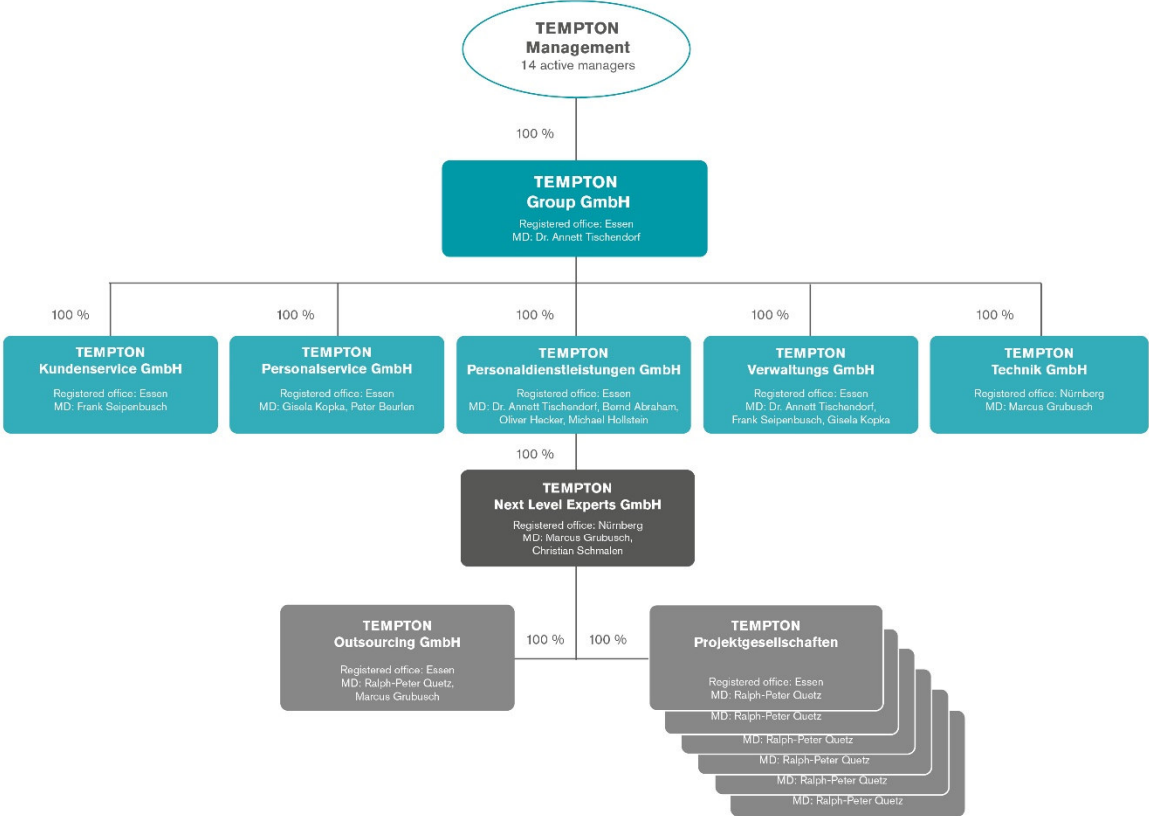 TEMPTON
Management
14 active managers
100 %
TEMPTON
Group GmbH
Registered office: Essen
MD: Dr. Annett Tischendorf
100 %
100 %
100 %
100 %
100 %
TEMPTON
Kundenservice GmbH
Registered office: Essen
MD: Frank Seipenbusch
TEMPTON
Personalservice GmbH
Registered office: Essen
MD: Gisela Kopka, Peter Beurlen
TEMPTON
Personaldienstleistungen GmbH
Registered office: Essen
MD: Dr. Annett Tischendorf, Bernd Abraham,
Oliver Hecker, Michael Hollstein
TEMPTON
Verwaltungs GmbH
Registered office: Essen
MD: Dr. Annett Tischendorf,
Frank Seipenbusch, Gisela Kopka
TEMPTON
Technik GmbH
Registered office: Nürnberg
MD: Marcus Grubusch
100 %
TEMPTON
Next Level Experts GmbH
Registered office: Nürnberg
MD: Marcus Grubusch,
Christian Schmalen
TEMPTON
Outsourcing GmbH
Registered office: Essen
MD: Ralph-Peter Quetz,
Marcus Grubusch
100 %
100 %
TEMPTON
Projektgesellschaften
Registered office: Essen
MD: Ralph-Peter Quetz
MD: Ralph-Peter Quetz
MD: Ralph-Peter Quetz
MD: Ralph-Peter Quetz
MD: Ralph-Peter Quetz
MD: Ralph-Peter Quetz